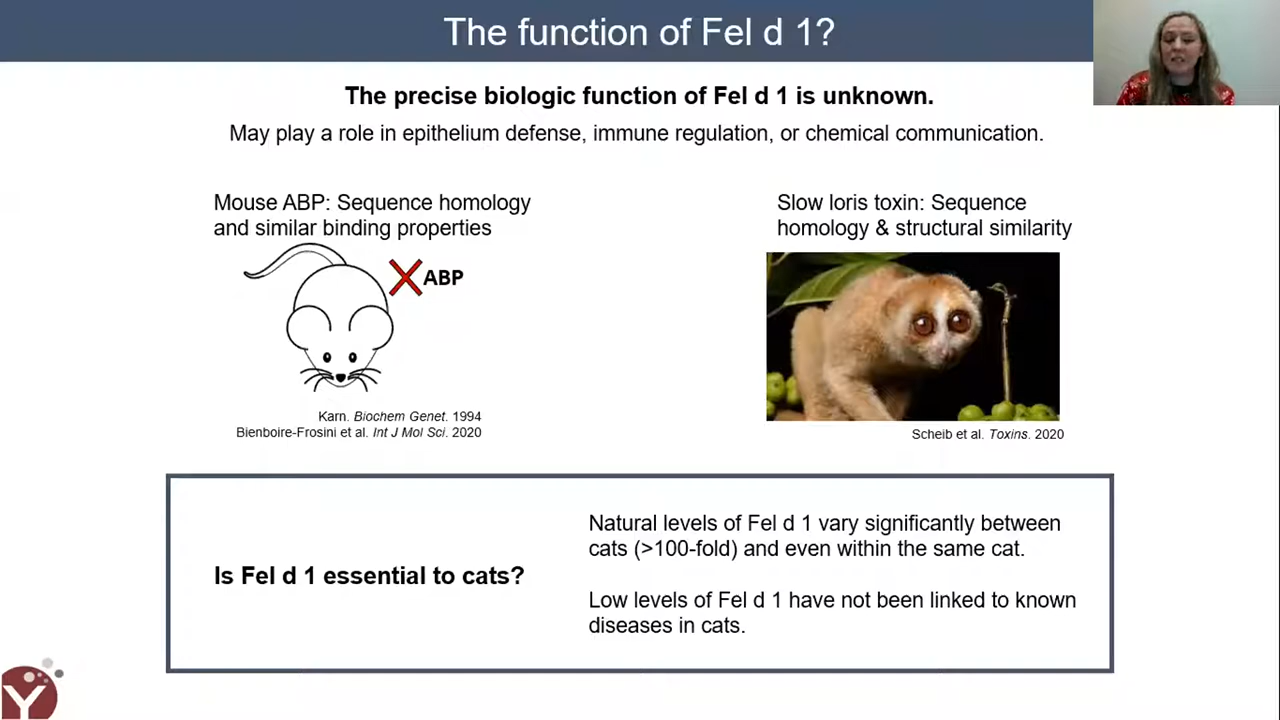 The function of Fel d 1?
The precise biologic function of Fel d 1 is unknown.
May play a role in epithelium defense, immune regulation, or chemical communication.
Mouse ABP: Sequence homology
and similar binding properties
ABP
Karn. Biochem Genet. 1994
Bienboire-Frosini et al. Int J Mol Sci. 2020
Slow loris toxin: Sequence
homology & structural similarity
Scheib et al. Toxins. 2020
Is Fel d 1 essential to cats?
Natural levels of Fel d 1 vary significantly between
cats (>100-fold) and even within the same cat.
Low levels of Fel d 1 have not been linked to known
diseases in cats.
Y